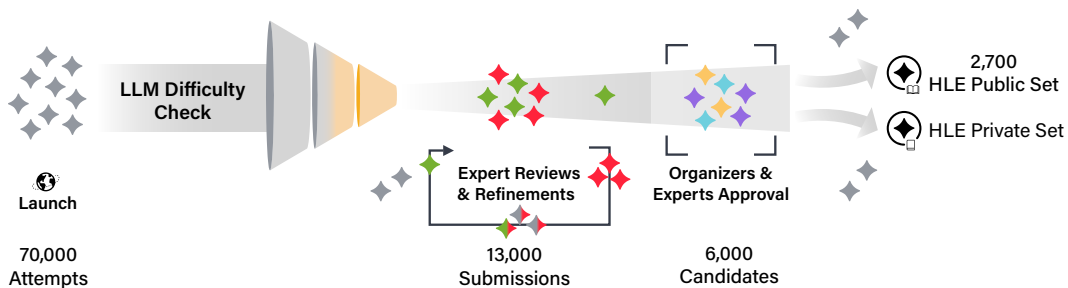 LLM Difficulty
Check
Launch
70,000
Attempts
Expert Reviews
& Refinements
13,000
Submissions
Organizers &
Experts Approval
6,000
Candidates
2,700
HLE Public Set
HLE Private Set